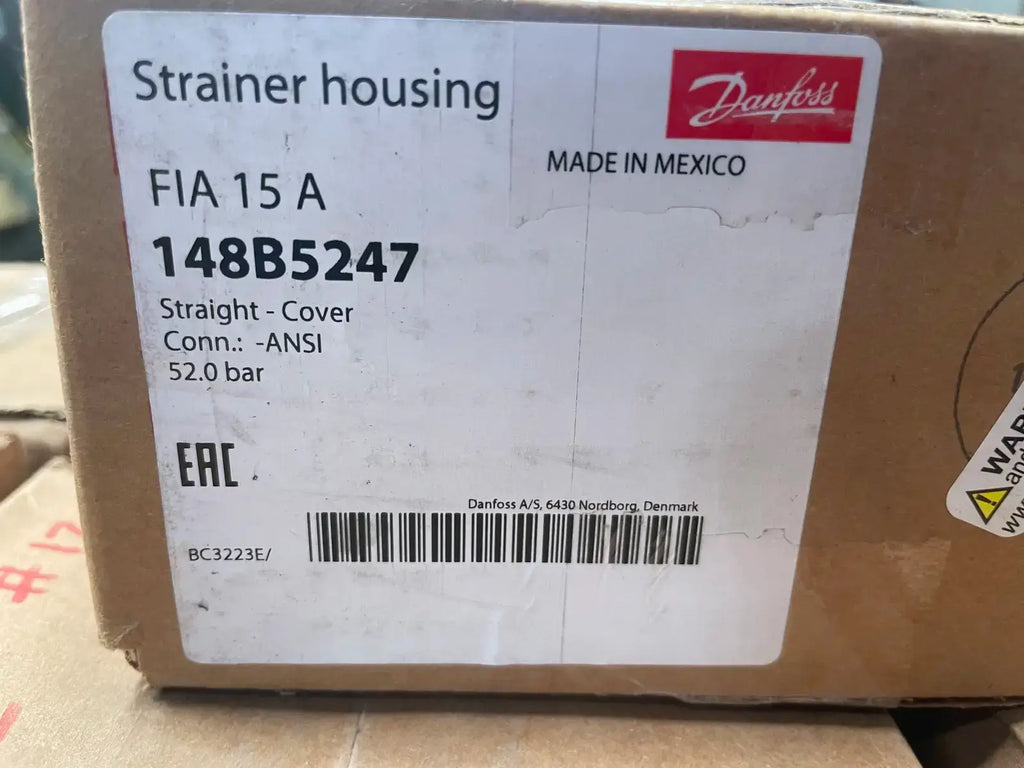 Strainer housing
Danfoss
MADE IN MEXICO
FIA 15 A
148B5247
Straight - Cover
Conn.: -ANSI
52.0 bar
EAC
Danfoss A/S, 6430 Nordborg, Denmark
BC3223E/